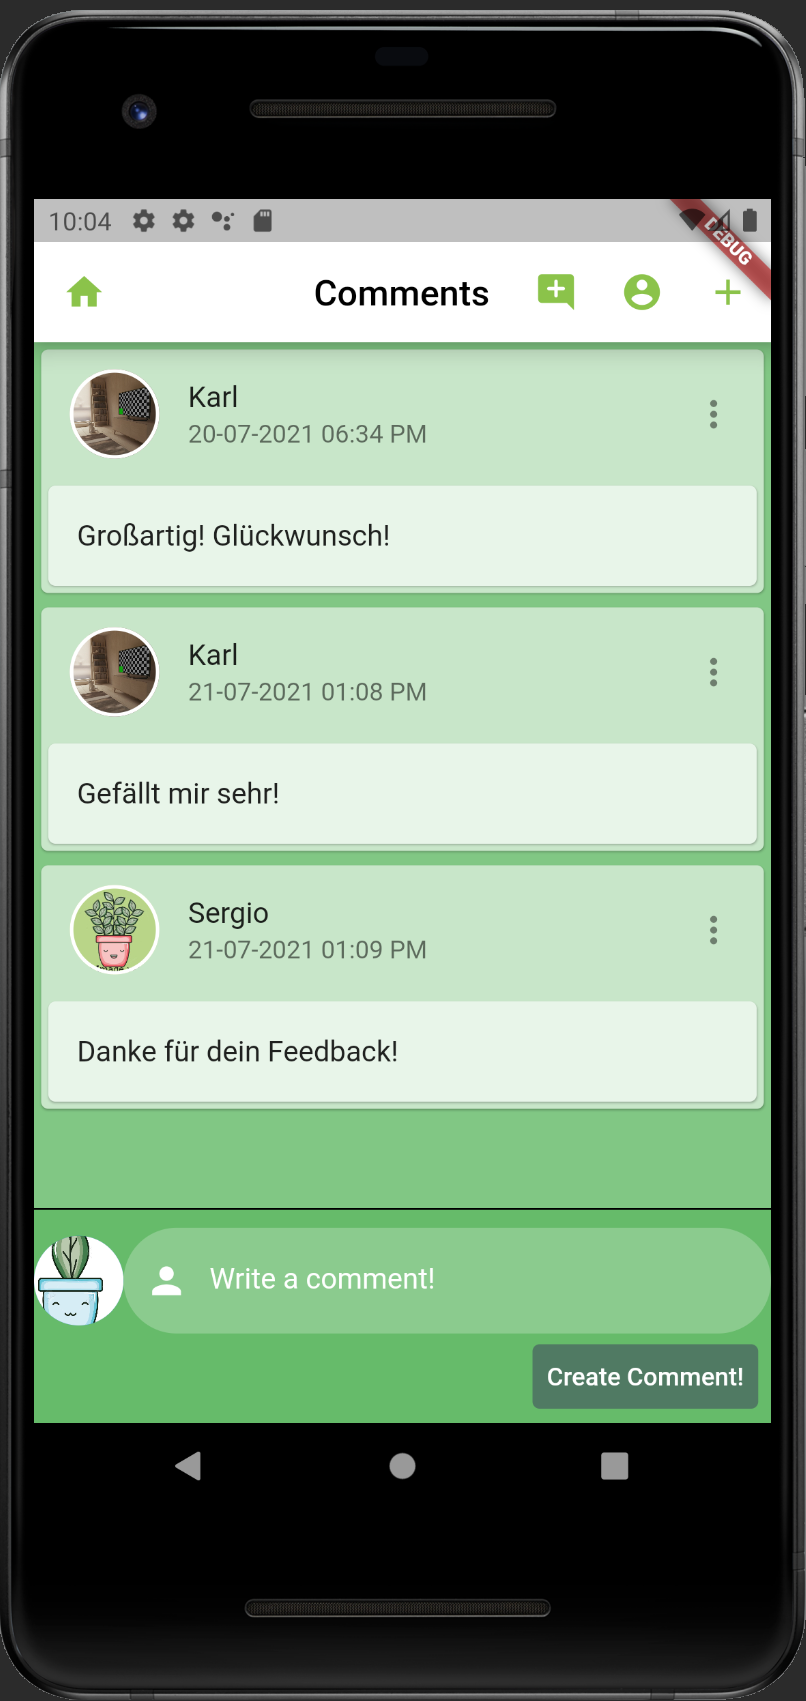 10:04
DEBUG
Comments
Karl
20-07-2021 06:34 PM
Großartig! Glückwunsch!
Karl
21-07-2021 01:08 PM
Gefällt mir sehr!
Sergio
21-07-2021 01:09 PM
Danke für dein Feedback!
Write a comment!
Create Comment!